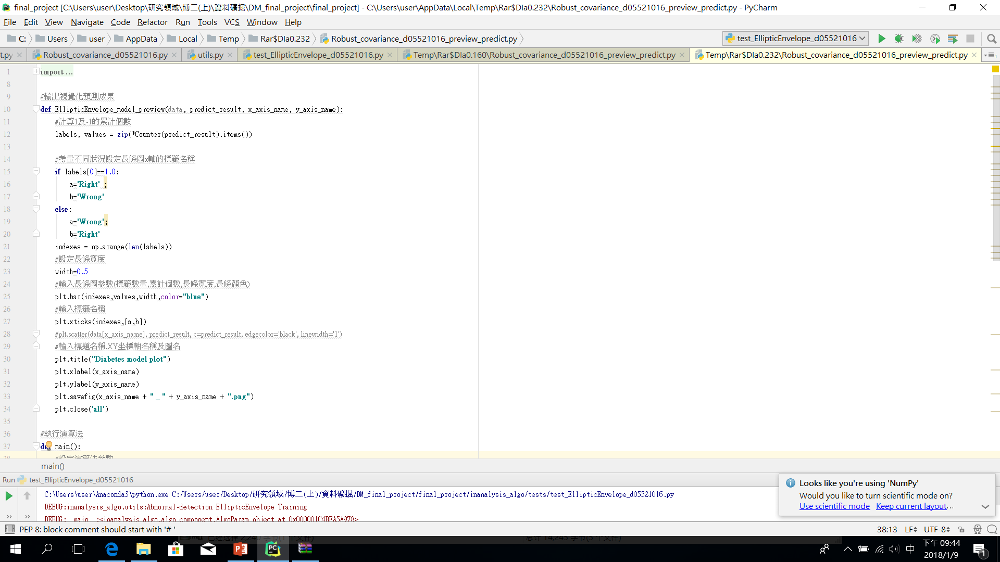 final_project [C:\Users\user\Desktop\研究領域\博二(上)\資料礦掘\DM_final_project\final_project] - C:\Users\user\AppData\Local\Temp\Rar$DIa0.232\Robust_covariance_d05521016_preview_predict.py - PyCharm
File Edit View Navigate Code Refactor Run Tools VCS Window Help
C: Users user AppData Local Temp Rar$DIa0.232 Robust_covariance_d05521016_preview_predict.py test_EllipticEnvelope_d05521016
t.py Robust_covariance_d05521016.py utils.py test_EllipticEnvelope_d05521016.py Temp\Rar$DIa0.160\Robust_covariance_d05521016_preview_predict.py Temp\Rar$DIa0.232\Robust_covariance_d05521016_preview_predict.py
1 import ...
8
9 #輸出視覺化預測成果
10 def EllipticEnvelope_model_preview(data, predict_result, x_axis_name, y_axis_name):
11 #計算1及-1的累計個數
12 labels, values = zip(*Counter(predict_result).items())
13
14 #考量不同狀況設定長條圖x軸的標籤名稱
15 if labels[0]==1.0:
16 a='Right' ;
17 b='Wrong'
18 else:
19 a='Wrong';
20 b='Right'
21 indexes = np.arange(len(labels))
22 #設定長條寬度
23 width=0.5
24 #輸入長條圖參數(標籤數量,累計個數,長條寬度,長條顏色)
25 plt.bar(indexes,values,width,color="blue")
26 #輸入標籤名稱
27 plt.xticks(indexes,[a,b])
28 #plt.scatter(data[x_axis_name], predict_result, c=predict_result, edgecolor='black', linewidth='1')
29 #輸入標題名稱,XY坐標軸名稱及圖名
30 plt.title("Diabetes model plot")
31 plt.xlabel(x_axis_name)
32 plt.ylabel(y_axis_name)
33 plt.savefig(x_axis_name + "_" + y_axis_name + ".png")
34 plt.close('all')
35
36 #執行演算法
37 def main():
38 #設定演算法參數
main()
Run test_EllipticEnvelope_d05521016
C:\Users\user\Anaconda3\python.exe C:/Users/user/Desktop/研究領域/博二(上)/資料礦掘/DM_final_project/final_project/inanalysis_algo/tests/test_EllipticEnvelope_d05521016.py
DEBUG:inanalysis_algo.utils:Abnormal-detection EllipticEnvelope Training
DEBUG:__main__:<inanalysis_algo.algo_component.AlgoParam object at 0x000001C4BFA5A978>
Looks like you're using 'NumPy'
Would you like to turn scientific mode on?
Use scientific mode Keep current layout...
PEP 8: block comment should start with '# ' 38:13 LF UTF-8
中 下午 09:44
2018/1/9
1